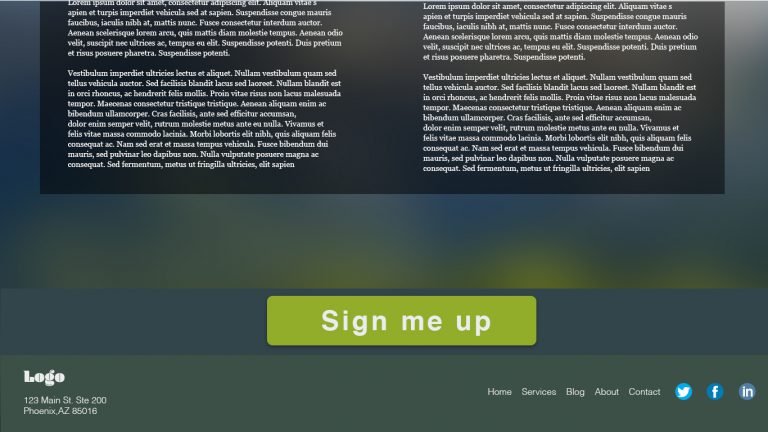 Lorem ipsum dolor sit amet, consectetur adipiscing elit. Aliquam vitae s
apien et turpis imperdiet vehicula sed at sapien. Suspendisse congue mauris
faucibus, iaculis nibh at, mattis nunc. Fusce consectetur interdum auctor.
Aenean scelerisque lorem arcu, quis mattis diam molestie tempus. Aenean odio
velit, suscipit nec ultrices ac, tempus eu elit. Suspendisse potenti. Duis pretium
et risus posuere pharetra. Suspendisse potenti.
Vestibulum imperdiet ultricies lectus et aliquet. Nullam vestibulum quam sed
tellus vehicula auctor. Sed facilisis blandit lacus sed laoreet. Nullam blandit est
in orci rhoncus, ac hendrerit felis mollis. Proin vitae risus non lacus malesuada
tempor. Maecenas consectetur tristique tristique. Aenean aliquam enim ac
bibendum ullamcorper. Cras facilisis, ante sed efficitur accumsan,
dolor enim semper velit, rutrum molestie metus ante eu nulla. Vivamus et
felis vitae massa commodo lacinia. Morbi lobortis elit nibh, quis aliquam felis
consequat ac. Nam sed erat et massa tempus vehicula. Fusce bibendum dui
mauris, sed pulvinar leo dapibus non. Nulla vulputate posuere magna ac
consequat. Sed fermentum, metus ut fringilla ultricies, elit sapien
Lorem ipsum dolor sit amet, consectetur adipiscing elit. Aliquam vitae s
apien et turpis imperdiet vehicula sed at sapien. Suspendisse congue mauris
faucibus, iaculis nibh at, mattis nunc. Fusce consectetur interdum auctor.
Aenean scelerisque lorem arcu, quis mattis diam molestie tempus. Aenean odio
velit, suscipit nec ultrices ac, tempus eu elit. Suspendisse potenti. Duis pretium
et risus posuere pharetra. Suspendisse potenti.
Vestibulum imperdiet ultricies lectus et aliquet. Nullam vestibulum quam sed
tellus vehicula auctor. Sed facilisis blandit lacus sed laoreet. Nullam blandit est
in orci rhoncus, ac hendrerit felis mollis. Proin vitae risus non lacus malesuada
tempor. Maecenas consectetur tristique tristique. Aenean aliquam enim ac
bibendum ullamcorper. Cras facilisis, ante sed efficitur accumsan,
dolor enim semper velit, rutrum molestie metus ante eu nulla. Vivamus et
felis vitae massa commodo lacinia. Morbi lobortis elit nibh, quis aliquam felis
consequat ac. Nam sed erat et massa tempus vehicula. Fusce bibendum dui
mauris, sed pulvinar leo dapibus non. Nulla vulputate posuere magna ac
consequat. Sed fermentum, metus ut fringilla ultricies, elit sapien
Sign me up
Logo
123 Main St. Ste 200
Phoenix,AZ 85016
Home Services Blog About Contact f in